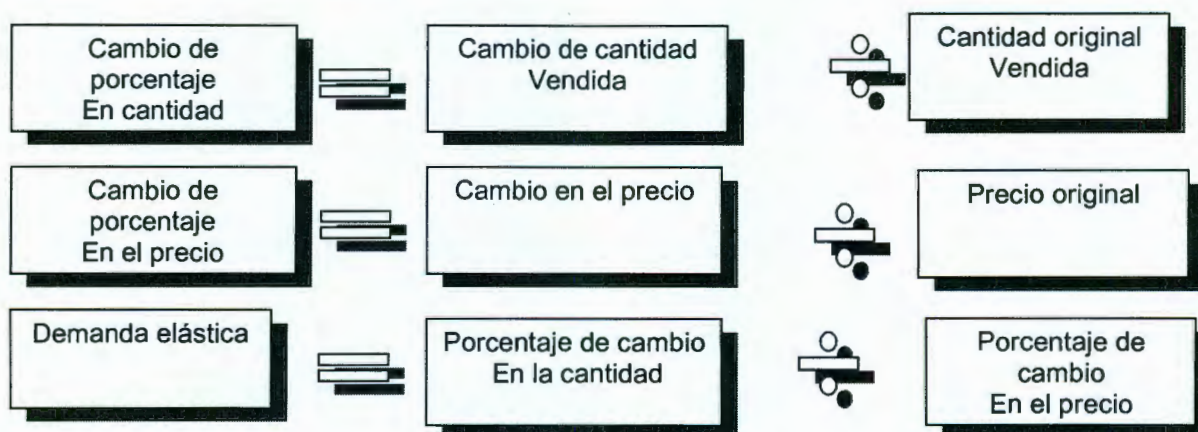 Cambio de
porcentaje
En cantidad
Cambio de cantidad
Vendida
Cantidad original
Vendida
Cambio de
porcentaje
En el precio
Cambio en el precio
Precio original
Demanda elástica
Porcentaje de cambio
En la cantidad
Porcentaje de
cambio
En el precio